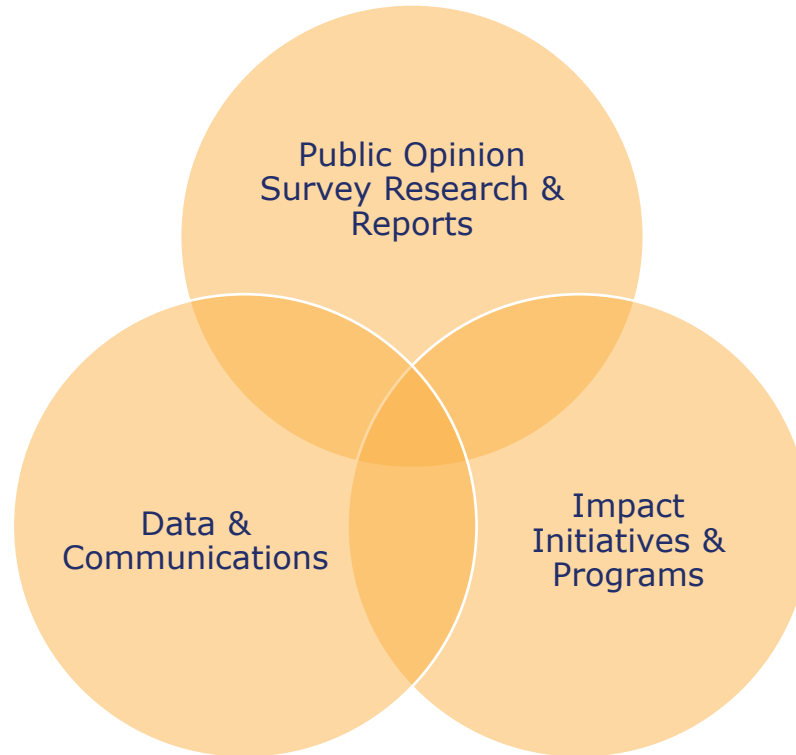 Public Opinion
Survey Research &
Reports
Data &
Communications
Impact
Initiatives &
Programs